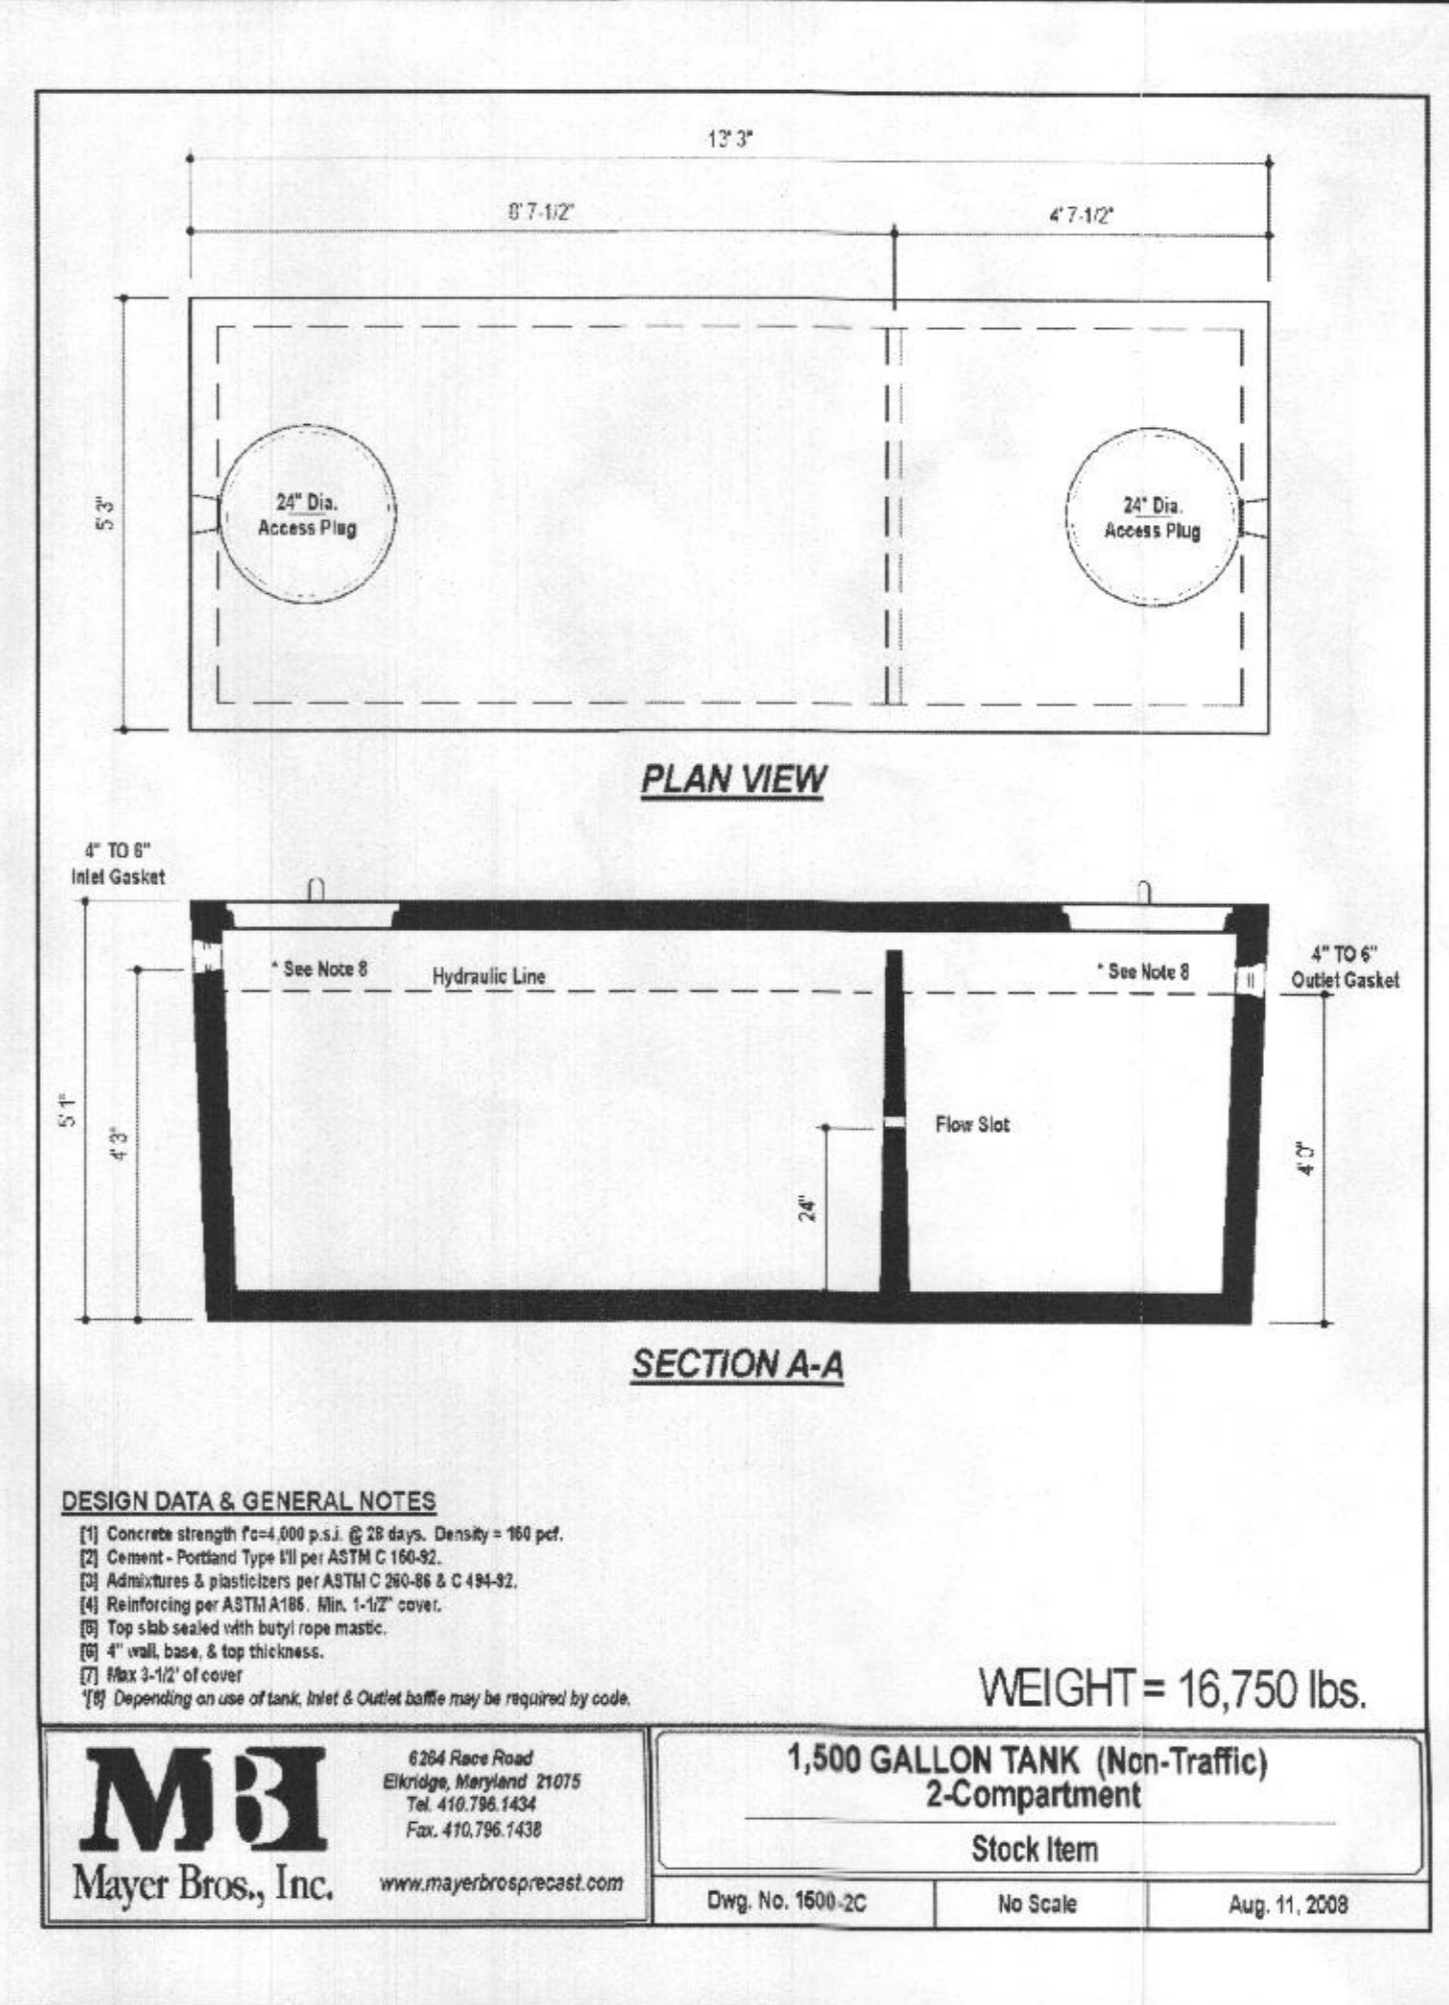 13' 3"
8' 7-1/2"
4' 7-1/2"
5' 3"
24" Dia.
Access Plug
24" Dia.
Access Plug
PLAN VIEW
4" TO 6"
Inlet Gasket
* See Note 8
Hydraulic Line
* See Note 8
4" TO 6"
Outlet Gasket
5' 1"
4' 3"
Flow Slot
24"
4' 0"
SECTION A-A
DESIGN DATA & GENERAL NOTES
[1] Concrete strength f'c=4,000 p.s.i. @ 28 days. Density = 150 pcf.
[2] Cement - Portland Type I/II per ASTM C 150-92.
[3] Admixtures & plasticizers per ASTM C 260-86 & C 494-92.
[4] Reinforcing per ASTM A185. Min. 1-1/2" cover.
[5] Top slab sealed with butyl rope mastic.
[6] 4" wall, base, & top thickness.
[7] Max 3-1/2' of cover
*[8] Depending on use of tank, Inlet & Outlet baffle may be required by code.
WEIGHT = 16,750 lbs.
MBI
Mayer Bros., Inc.
6264 Race Road
Elkridge, Maryland 21075
Tel. 410.796.1434
Fax. 410.796.1438
www.mayerbrosprecast.com
1,500 GALLON TANK (Non-Traffic)
2-Compartment
Stock Item
Dwg. No. 1500-2C
No Scale
Aug. 11, 2008